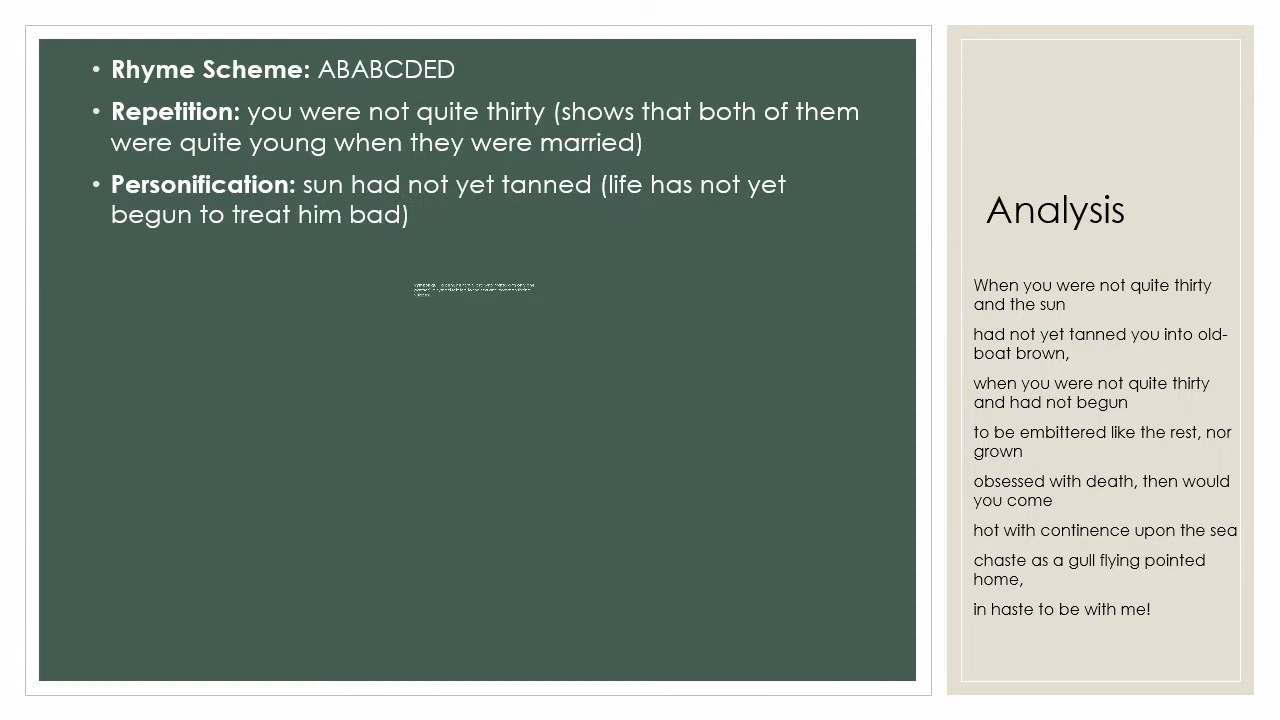 • Rhyme Scheme: ABABCDED
• Repetition: you were not quite thirty (shows that both of them
were quite young when they were married)
• Personification: sun had not yet tanned (life has not yet
begun to treat him bad)
Analysis
When you were not quite thirty
and the sun
had not yet tanned you into old-
boat brown,
when you were not quite thirty
and had not begun
to be embittered like the rest, nor
grown
obsessed with death, then would
you come
hot with continence upon the sea
chaste as a gull flying pointed
home,
in haste to be with me!